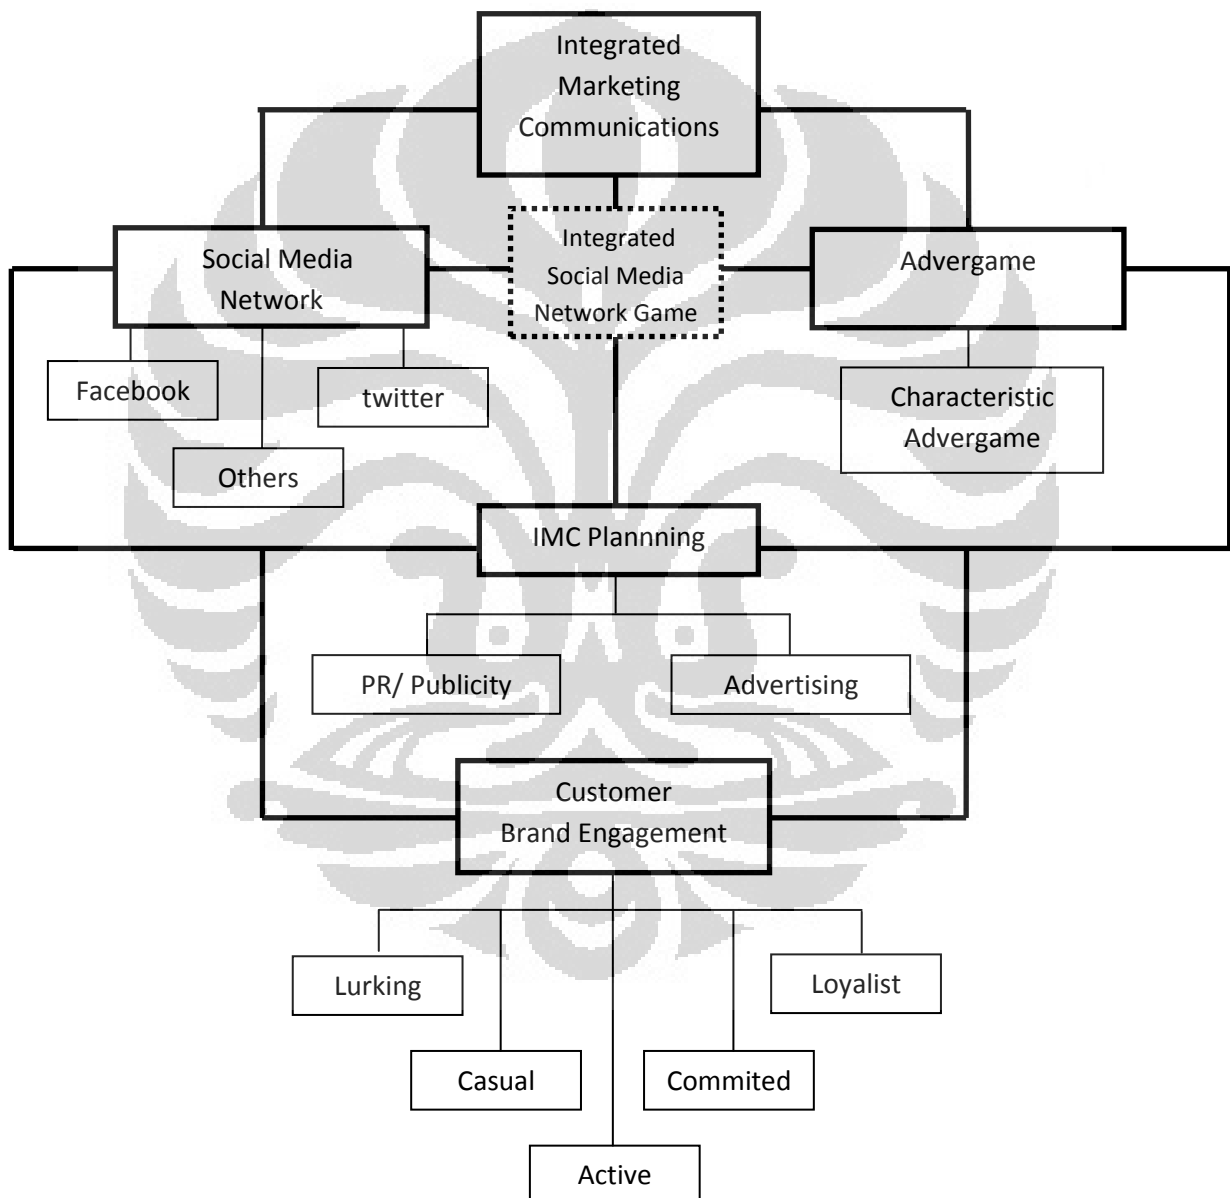 Integrated
Marketing
Communications
Integrated
Social Media
Network Game
Social Media
Network
Advergame
Facebook
twitter
Others
Characteristic
Advergame
IMC Plannning
PR/ Publicity
Advertising
Customer
Brand Engagement
Lurking
Loyalist
Casual
Commited
Active